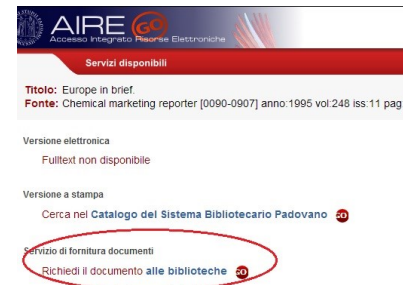 AIRE GO
Accesso Integrato Risorse Elettroniche
Servizi disponibili
Titolo: Europe in brief.
Fonte: Chemical marketing reporter [0090-0907] anno:1995 vol:248 iss:11 pag
Versione elettronica
Fulltext non disponibile
Versione a stampa
Cerca nel Catalogo del Sistema Bibliotecario Padovano GO
Servizio di fornitura documenti
Richiedi il documento alle biblioteche GO